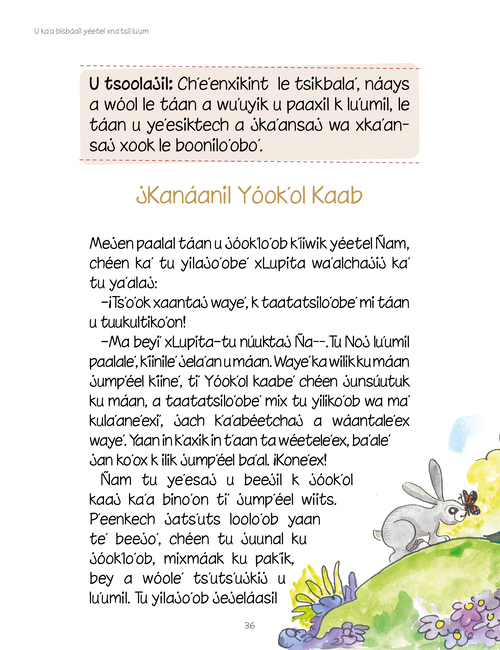 U ka'a bisbáail yéetel xna'tsil lu'um
U tsoolajil: Ch'e'enxikint le tsikbala', náays
a wóol le táan a wu'uyik u paaxil k lu'umil, le
táan u ye'esiktech a jka'ansaj wa xka'an-
saj xook le boonilo'obo'.
jKanáanil Yóok'ol Kaab
Mejen paalal táan u jóok'lo'ob k'íiwik yéetel Ñam,
chéen ka' tu yilajo'obe' xLupita wa'alchajij ka'
tu ya'alaj:
–¡Ts'o'ok xaantaj waye', k taatatsilo'obe' mi táan
u tuukultiko'on!
–Ma beyi' xLupita–tu núuktaj Ña--. Tu Noj lu'umil
paalale', k'iinile' jela'an u máan. Waye' ka wilik ku máan
jump'éel k'iine', ti' Yóok'ol kaabe' chéen junsúutuk
ku máan, a taatatsilo'obe' mix tu yiliko'ob wa ma'
kula'ane'exi', jach k'a'abéetchaj a wáantale'ex
waye'. Yaan in k'axik in t'aan ta wéetele'ex, ba'ale'
jan ko'ox k ilik jump'éel ba'al. ¡Kone'ex!
Ñam tu ye'esaj u beejil k jóok'ol
kaaj ka'a bino'on ti' jump'éel wiits.
P'eenkech jats'uts loolo'ob yaan
te' beejo', chéen tu juunal ku
jóok'lo'ob, mixmáak ku pak'ik,
bey a wóole' ts'uts'ujkij u
lu'umil. Tu yilajo'ob jejeláasil
36